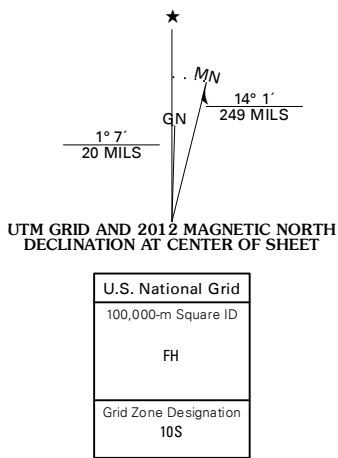 ★
MN
GN
14° 1´
249 MILS
1° 7´
20 MILS
UTM GRID AND 2012 MAGNETIC NORTH
DECLINATION AT CENTER OF SHEET
U.S. National Grid
100,000-m Square ID
FH
Grid Zone Designation
10S